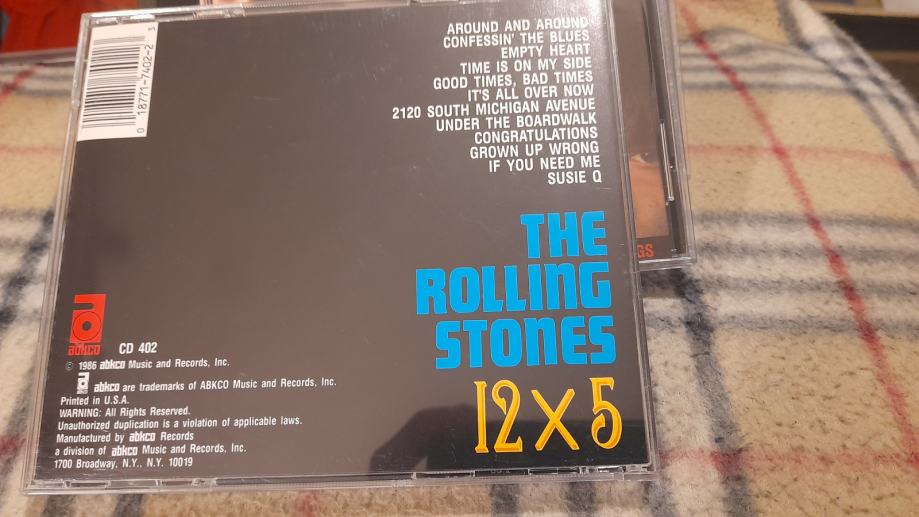 0 18771-7402-2 3
AROUND AND AROUND
CONFESSIN' THE BLUES
EMPTY HEART
TIME IS ON MY SIDE
GOOD TIMES, BAD TIMES
IT'S ALL OVER NOW
2120 SOUTH MICHIGAN AVENUE
UNDER THE BOARDWALK
CONGRATULATIONS
GROWN UP WRONG
IF YOU NEED ME
SUSIE Q
THE
ROLLING
STONES
12 X 5
GS
abkco
CD 402
© 1986 abkco Music and Records, Inc.
abkco are trademarks of ABKCO Music and Records, Inc.
Printed in U.S.A.
WARNING: All Rights Reserved.
Unauthorized duplication is a violation of applicable laws.
Manufactured by abkco Records
a division of abkco Music and Records, Inc.
1700 Broadway, N.Y., N.Y. 10019